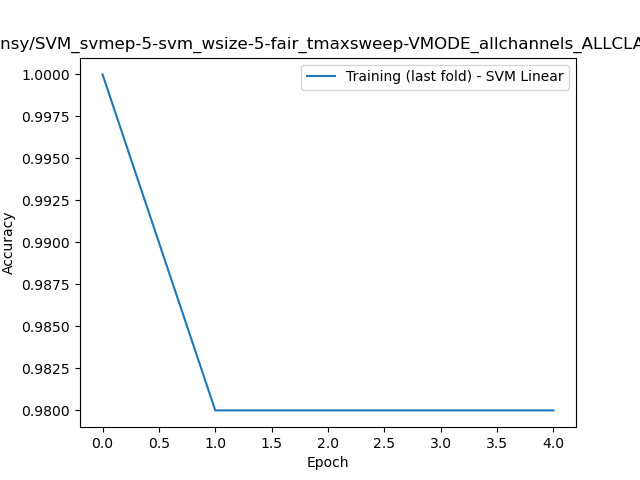 nsy/SVM_svmep-5-svm_wsize-5-fair_tmaxsweep-VMODE_allchannels_ALLCLA
Training (last fold) - SVM Linear
Accuracy
1.0000
0.9975
0.9950
0.9925
0.9900
0.9875
0.9850
0.9825
0.9800
0.0 0.5 1.0 1.5 2.0 2.5 3.0 3.5 4.0
Epoch